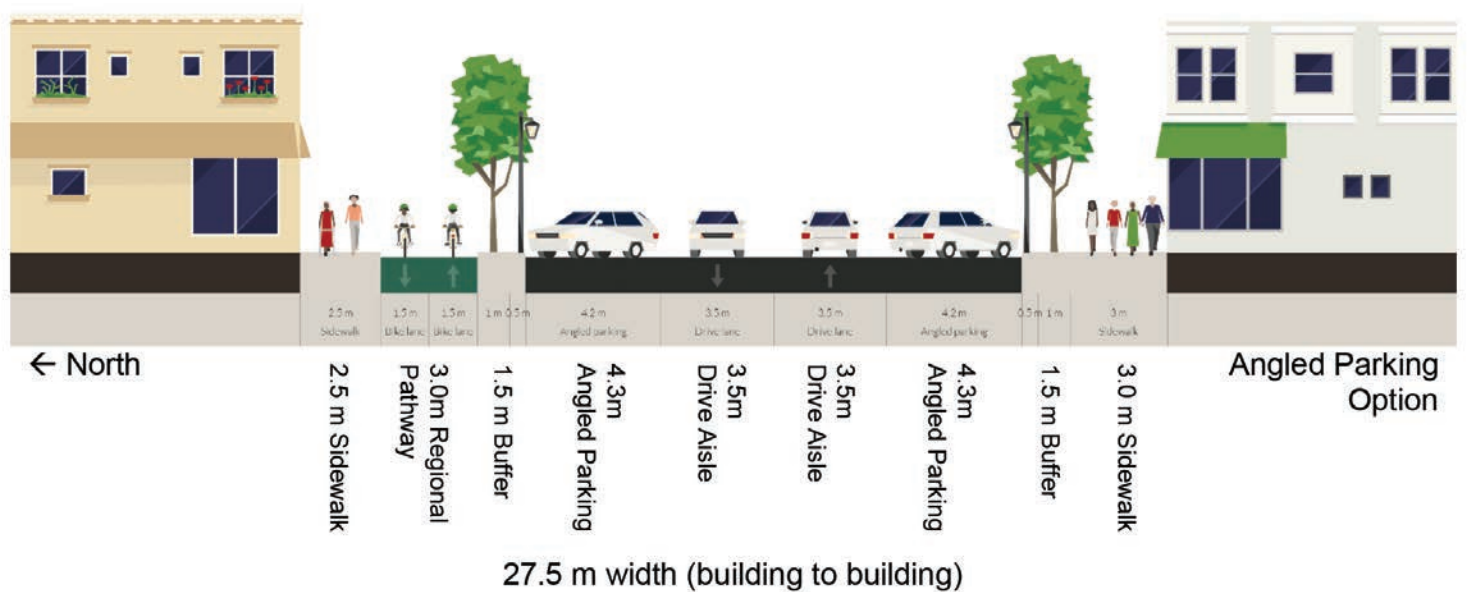 2.5 m
Sidewalk
1.5 m
Bike lane
1.5 m
Bike lane
1 m
0.5 m
4.2 m
Angled parking
3.5 m
Drive lane
3.5 m
Drive lane
4.2 m
Angled parking
0.5 m
1 m
3 m
Sidewalk
← North
2.5 m Sidewalk
3.0m Regional
Pathway
1.5 m Buffer
4.3m
Angled Parking
3.5m
Drive Aisle
3.5m
Drive Aisle
4.3m
Angled Parking
1.5 m Buffer
3.0 m Sidewalk
Angled Parking
Option
27.5 m width (building to building)